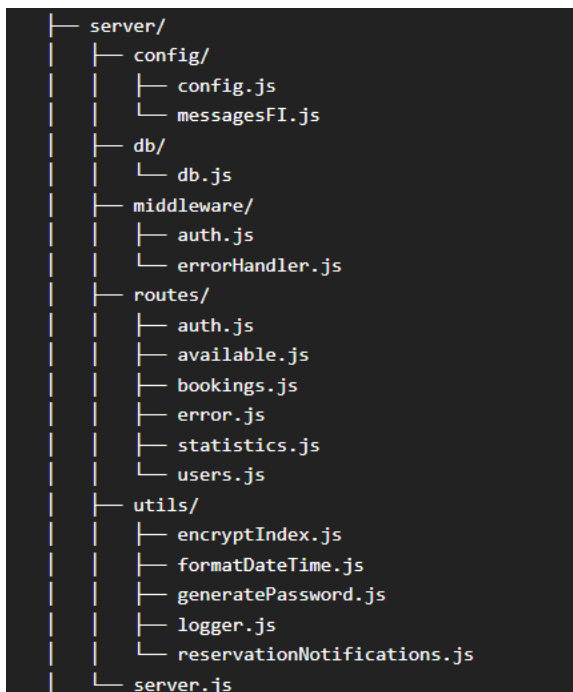 ├── server/
│   ├── config/
│   │   ├── config.js
│   │   └── messagesFI.js
│   ├── db/
│   │   └── db.js
│   ├── middleware/
│   │   ├── auth.js
│   │   └── errorHandler.js
│   ├── routes/
│   │   ├── auth.js
│   │   ├── available.js
│   │   ├── bookings.js
│   │   ├── error.js
│   │   ├── statistics.js
│   │   └── users.js
│   ├── utils/
│   │   ├── encryptIndex.js
│   │   ├── formatDateTime.js
│   │   ├── generatePassword.js
│   │   ├── logger.js
│   │   └── reservationNotifications.js
│   └── server.js